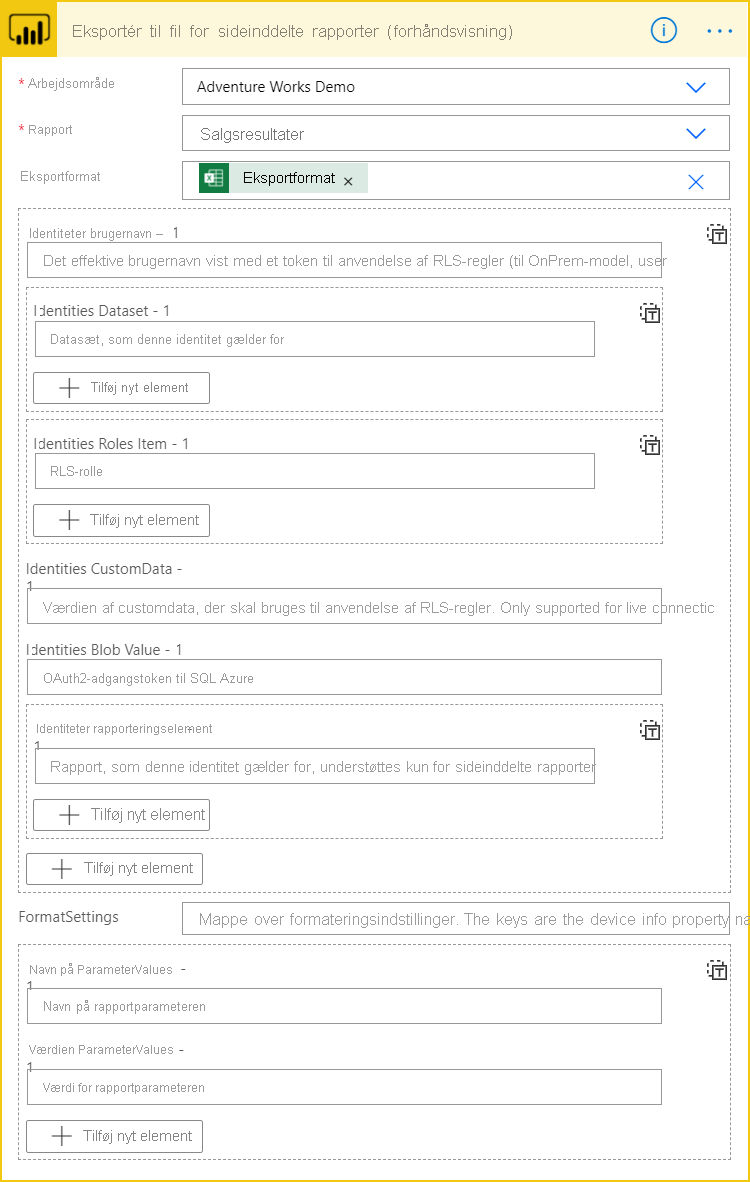 Eksportér til fil for sideinddelte rapporter (forhåndsvisning)
* Arbejdsområde
Adventure Works Demo
* Rapport
Salgsresultater
Eksportformat
Eksportformat
Identiteter brugernavn – 1
Det effektive brugernavn vist med et token til anvendelse af RLS-regler (til OnPrem-model, user
Identities Dataset - 1
Datasæt, som denne identitet gælder for
Tilføj nyt element
Identities Roles Item - 1
RLS-rolle
Tilføj nyt element
Identities CustomData -
1
Værdien af customdata, der skal bruges til anvendelse af RLS-regler. Only supported for live connectic
Identities Blob Value - 1
OAuth2-adgangstoken til SQL Azure
Identiteter rapporteringselement
1
Rapport, som denne identitet gælder for, understøttes kun for sideinddelte rapporter
Tilføj nyt element
Tilføj nyt element
FormatSettings
Mappe over formateringsindstillinger. The keys are the device info property na
Navn på ParameterValues -
1
Navn på rapportparameteren
Værdien ParameterValues -
1
Værdi for rapportparameteren
Tilføj nyt element